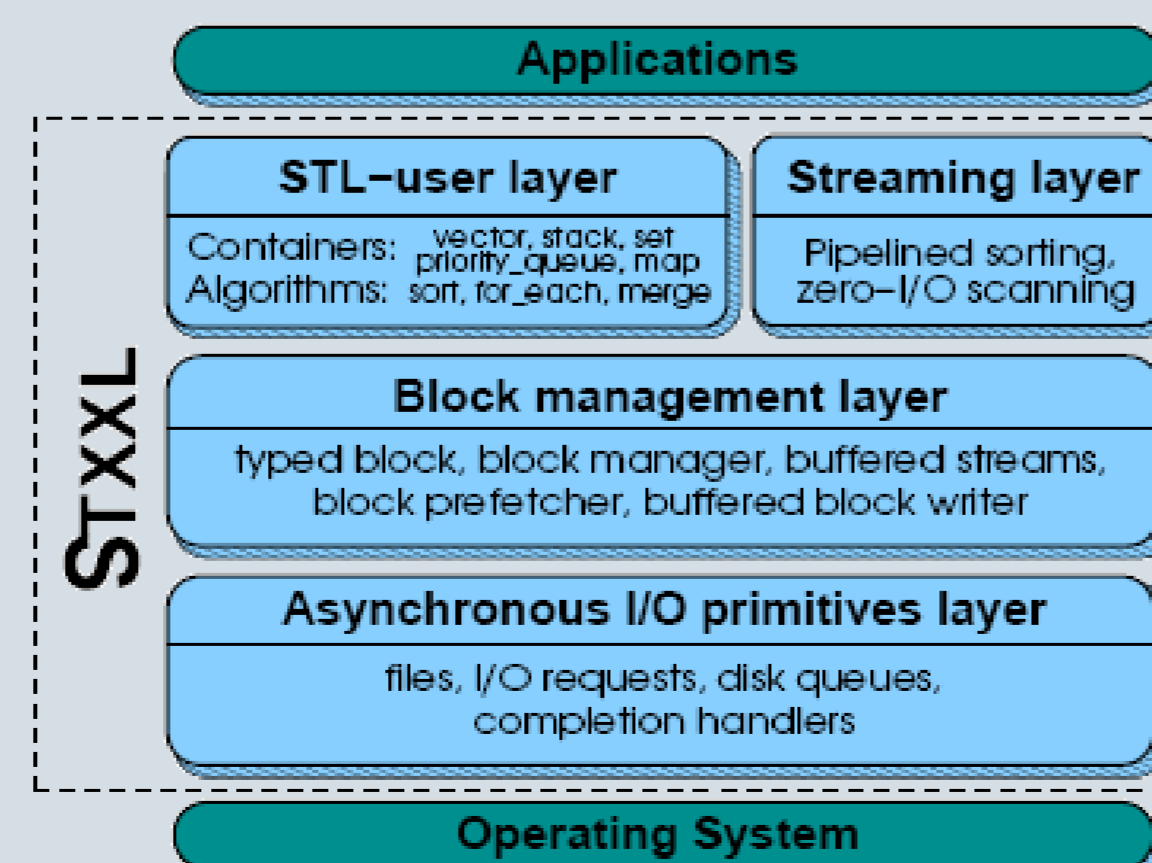 Applications
STL-user layer
Containers: vector, stack, set
priority_queue, map
Algorithms: sort, for_each, merge
Streaming layer
Pipelined sorting,
zero-I/O scanning
STXXL
Block management layer
typed block, block manager, buffered streams,
block prefetcher, buffered block writer
Asynchronous I/O primitives layer
files, I/O requests, disk queues,
completion handlers
Operating System